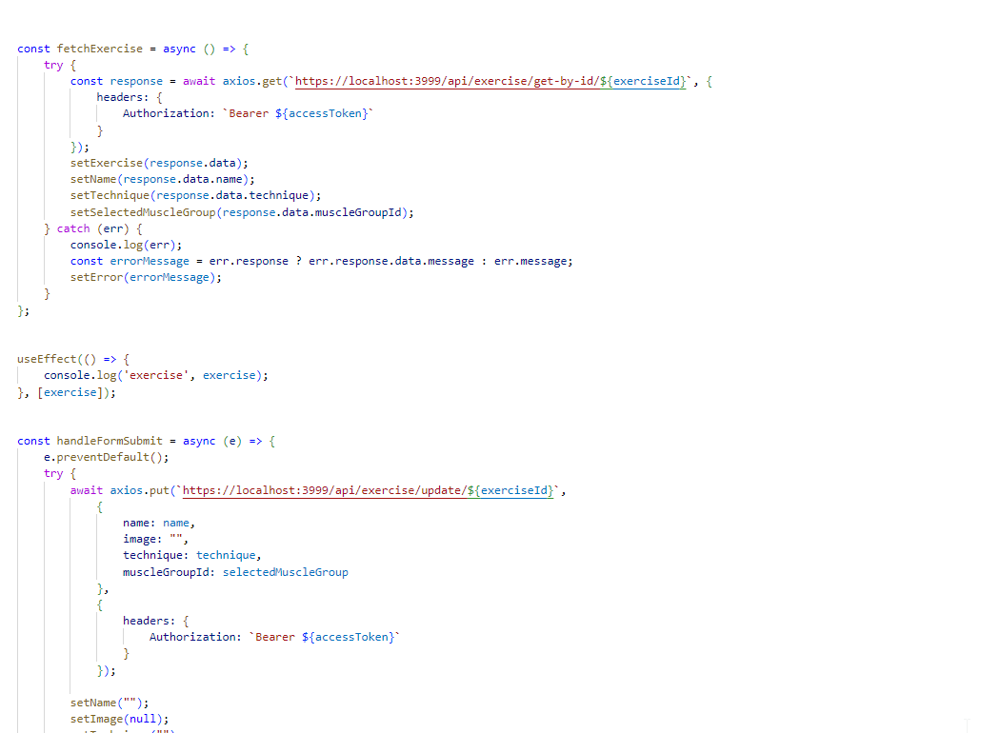 const fetchExercise = async () => {
try {
const response = await axios.get(`https://localhost:3999/api/exercise/get-by-id/${exerciseId}`, {
headers: {
Authorization: `Bearer ${accessToken}`
}
});
setExercise(response.data);
setName(response.data.name);
setTechnique(response.data.technique);
setSelectedMuscleGroup(response.data.muscleGroupId);
} catch (err) {
console.log(err);
const errorMessage = err.response ? err.response.data.message : err.message;
setError(errorMessage);
}
};
useEffect(() => {
console.log('exercise', exercise);
}, [exercise]);
const handleFormSubmit = async (e) => {
e.preventDefault();
try {
await axios.put(`https://localhost:3999/api/exercise/update/${exerciseId}`,
{
name: name,
image: "",
technique: technique,
muscleGroupId: selectedMuscleGroup
},
{
headers: {
Authorization: `Bearer ${accessToken}`
}
});
setName("");
setImage(null);